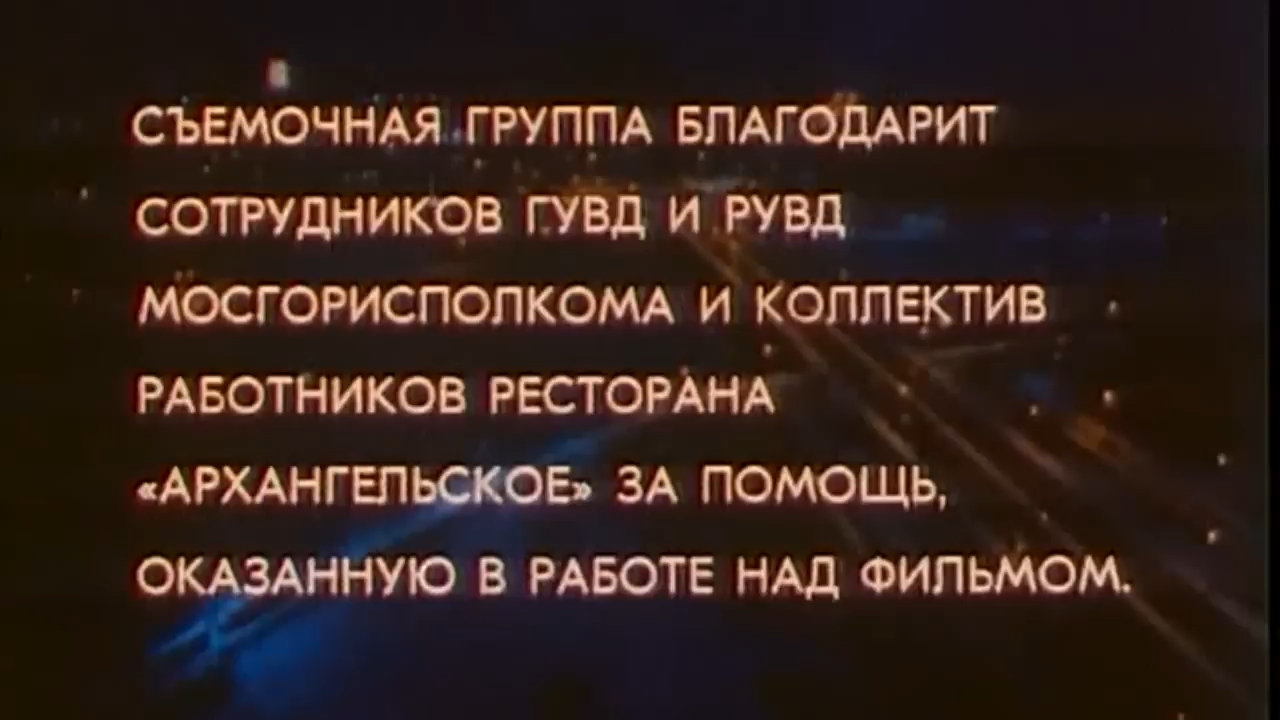 СЪЕМОЧНАЯ ГРУППА БЛАГОДАРИТ
СОТРУДНИКОВ ГУВД И РУВД
МОСГОРИСПОЛКОМА И КОЛЛЕКТИВ
РАБОТНИКОВ РЕСТОРАНА
«АРХАНГЕЛЬСКОЕ» ЗА ПОМОЩЬ,
ОКАЗАННУЮ В РАБОТЕ НАД ФИЛЬМОМ.